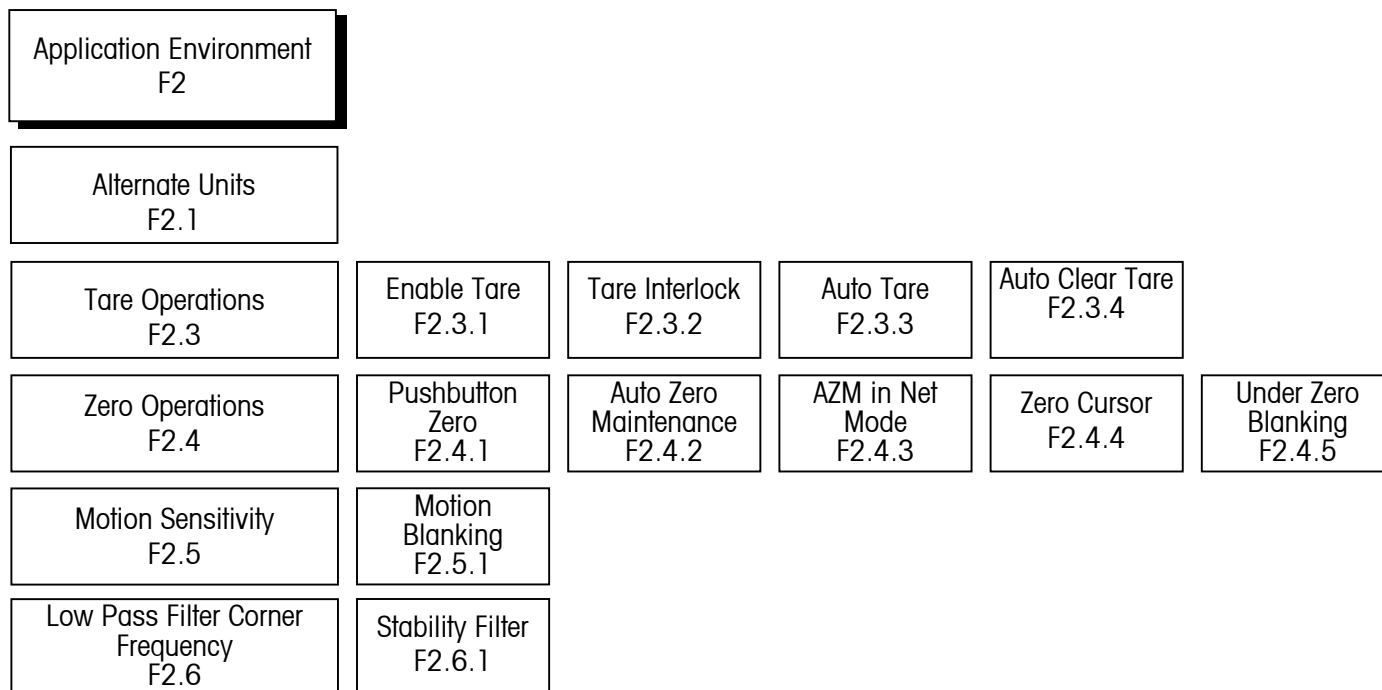 Application Environment
F2
Alternate Units
F2.1
Tare Operations
F2.3
Enable Tare
F2.3.1
Tare Interlock
F2.3.2
Auto Tare
F2.3.3
Auto Clear Tare
F2.3.4
Zero Operations
F2.4
Pushbutton
Zero
F2.4.1
Auto Zero
Maintenance
F2.4.2
AZM in Net
Mode
F2.4.3
Zero Cursor
F2.4.4
Under Zero
Blanking
F2.4.5
Motion Sensitivity
F2.5
Motion
Blanking
F2.5.1
Low Pass Filter Corner
Frequency
F2.6
Stability Filter
F2.6.1